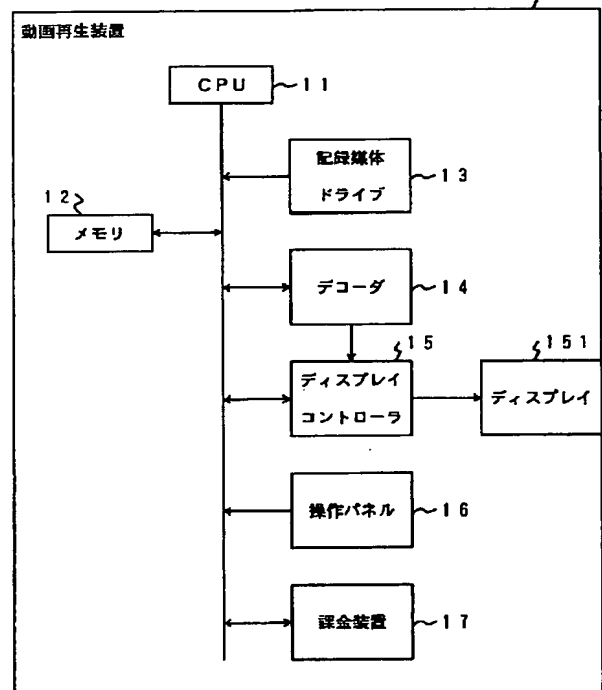 動画再生装置
CPU
11
記録媒体
ドライブ
13
12
メモリ
デコーダ
14
15
ディスプレイ
コントローラ
151
ディスプレイ
操作パネル
16
課金装置
17